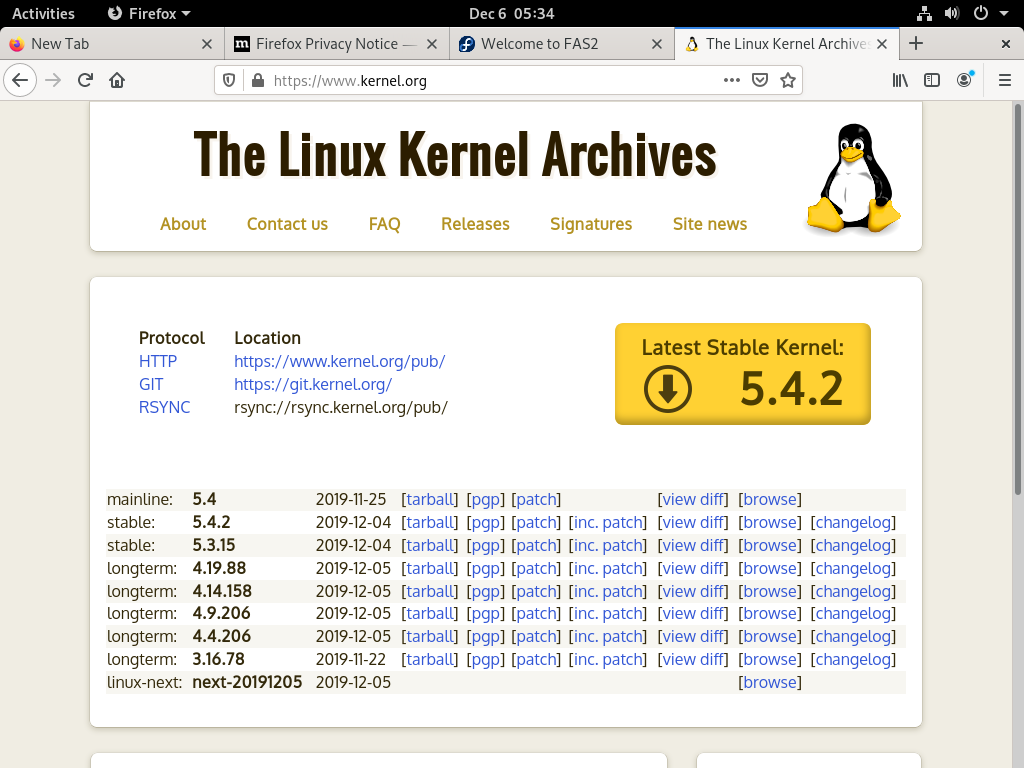 Activities Firefox Dec 6 05:34
New Tab Firefox Privacy Notice — Welcome to FAS2 The Linux Kernel Archives
https://www.kernel.org
The Linux Kernel Archives
About Contact us FAQ Releases Signatures Site news
Protocol Location
HTTP https://www.kernel.org/pub/
GIT https://git.kernel.org/
RSYNC rsync://rsync.kernel.org/pub/
Latest Stable Kernel:
5.4.2
mainline: 5.4 2019-11-25 [tarball] [pgp] [patch] [view diff] [browse]
stable: 5.4.2 2019-12-04 [tarball] [pgp] [patch] [inc. patch] [view diff] [browse] [changelog]
stable: 5.3.15 2019-12-04 [tarball] [pgp] [patch] [inc. patch] [view diff] [browse] [changelog]
longterm: 4.19.88 2019-12-05 [tarball] [pgp] [patch] [inc. patch] [view diff] [browse] [changelog]
longterm: 4.14.158 2019-12-05 [tarball] [pgp] [patch] [inc. patch] [view diff] [browse] [changelog]
longterm: 4.9.206 2019-12-05 [tarball] [pgp] [patch] [inc. patch] [view diff] [browse] [changelog]
longterm: 4.4.206 2019-12-05 [tarball] [pgp] [patch] [inc. patch] [view diff] [browse] [changelog]
longterm: 3.16.78 2019-11-22 [tarball] [pgp] [patch] [inc. patch] [view diff] [browse] [changelog]
linux-next: next-20191205 2019-12-05 [browse]